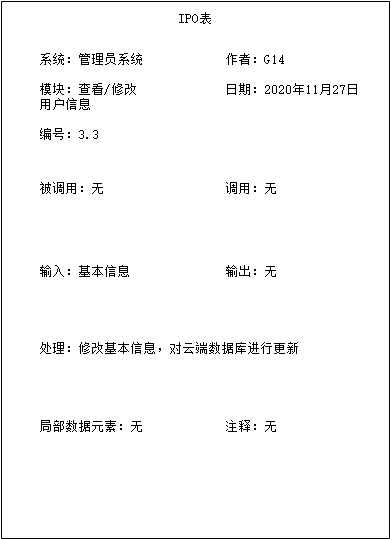 IPO表
系统：管理员系统 作者：G14
模块：查看/修改 日期：2020年11月27日
用户信息
编号：3.3
被调用：无 调用：无
输入：基本信息 输出：无
处理：修改基本信息，对云端数据库进行更新
局部数据元素：无 注释：无